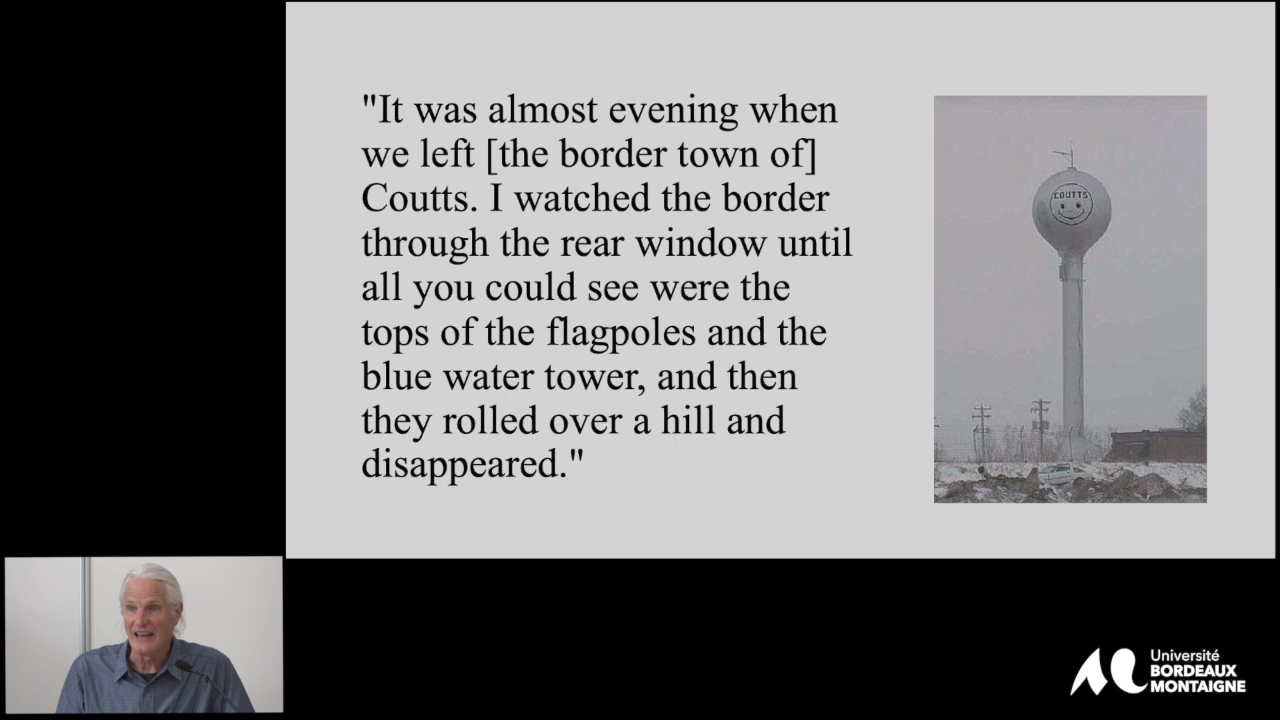 "It was almost evening when
we left [the border town of]
Coutts. I watched the border
through the rear window until
all you could see were the
tops of the flagpoles and the
blue water tower, and then
they rolled over a hill and
disappeared."
COUTTS
Université
BORDEAUX
MONTAIGNE